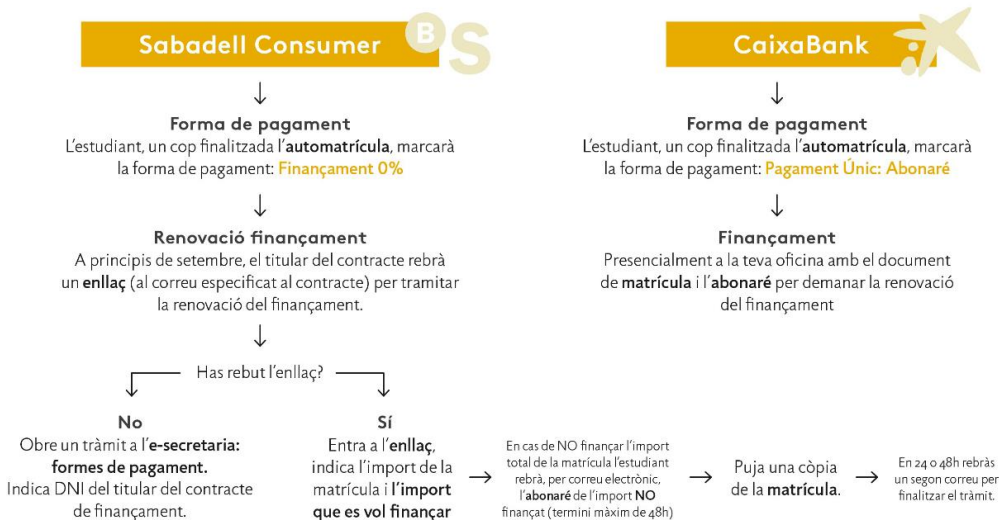 Sabadell Consumer
B S
Forma de pagament
L'estudiant, un cop finalitzada l'automatrícula, marcarà
la forma de pagament: Finançament 0%
Renovació finançament
A principis de setembre, el titular del contracte rebrà
un enllaç (al correu especificat al contracte) per tramitar
la renovació del finançament.
Has rebut l'enllaç?
No
Obre un tràmit a l'e-secretaria:
formes de pagament.
Indica DNI del titular del contracte
de finançament.
Sí
Entra a l'enllaç,
indica l'import de la
matrícula i l'import
que es vol finançar
En cas de NO finançar l'import
total de la matrícula l'estudiant
rebrà, per correu electrònic,
l'abonaré de l'import NO
finançat (termini màxim de 48h)
Puja una còpia
de la matrícula.
En 24 o 48h rebràs
un segon correu per
finalitzar el tràmit.
CaixaBank
Forma de pagament
L'estudiant, un cop finalitzada l'automatrícula, marcarà
la forma de pagament: Pagament Únic: Abonaré
Finançament
Presencialment a la teva oficina amb el document
de matrícula i l'abonaré per demanar la renovació
del finançament